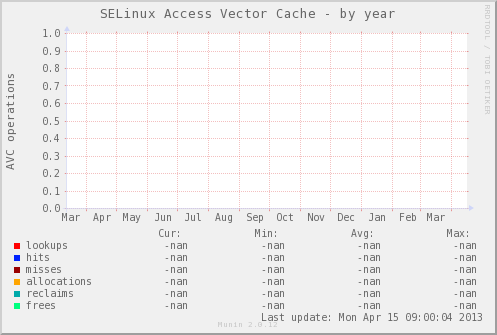 SELinux Access Vector Cache - by year
RRDTOOL / TOBI OETIKER
AVC operations
1.0
0.9
0.8
0.7
0.6
0.5
0.4
0.3
0.2
0.1
0.0
Mar Apr May Jun Jul Aug Sep Oct Nov Dec Jan Feb Mar
Cur: Min: Avg: Max:
lookups -nan -nan -nan -nan
hits -nan -nan -nan -nan
misses -nan -nan -nan -nan
allocations -nan -nan -nan -nan
reclaims -nan -nan -nan -nan
frees -nan -nan -nan -nan
Last update: Mon Apr 15 09:00:04 2013
Munin 2.0.12